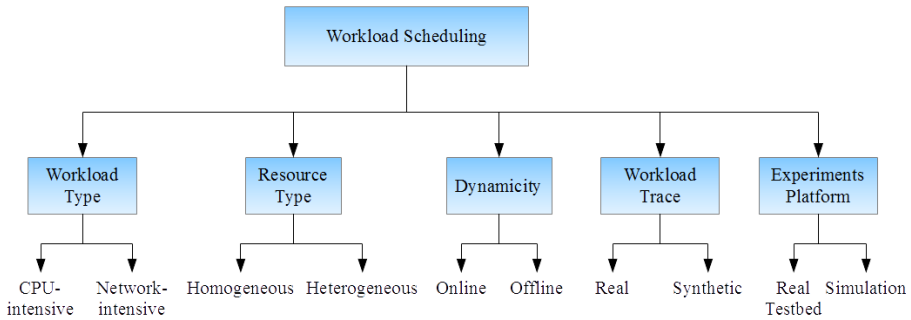 Workload Scheduling
Workload
Type
Resource
Type
Dynamicity
Workload
Trace
Experiments
Platform
CPU-
intensive
Network-
intensive
Homogeneous
Heterogeneous
Online
Offline
Real
Synthetic
Real
Testbed
Simulation